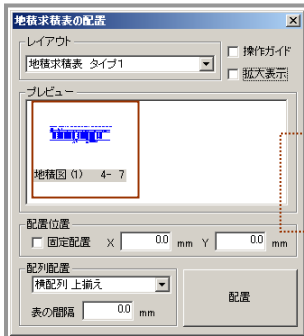 地積求積表の配置
レイアウト
地積求積表 タイプ1
操作ガイド
拡大表示
プレビュー
地積図 (1) 4- 7
配置位置
固定配置 X 0.0 mm Y 0.0 mm
配列配置
横配列 上揃え
表の間隔 0.0 mm
配置